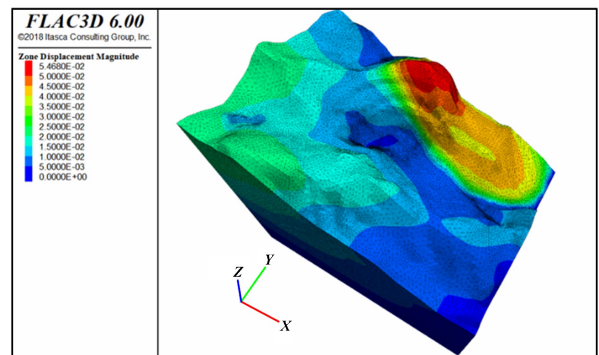 FLAC3D 6.00
©2018 Itasca Consulting Group, Inc.
Zone Displacement Magnitude
5.4680E-02
5.0000E-02
4.5000E-02
4.0000E-02
3.5000E-02
3.0000E-02
2.5000E-02
2.0000E-02
1.5000E-02
1.0000E-02
5.0000E-03
0.0000E+00
Z
Y
X